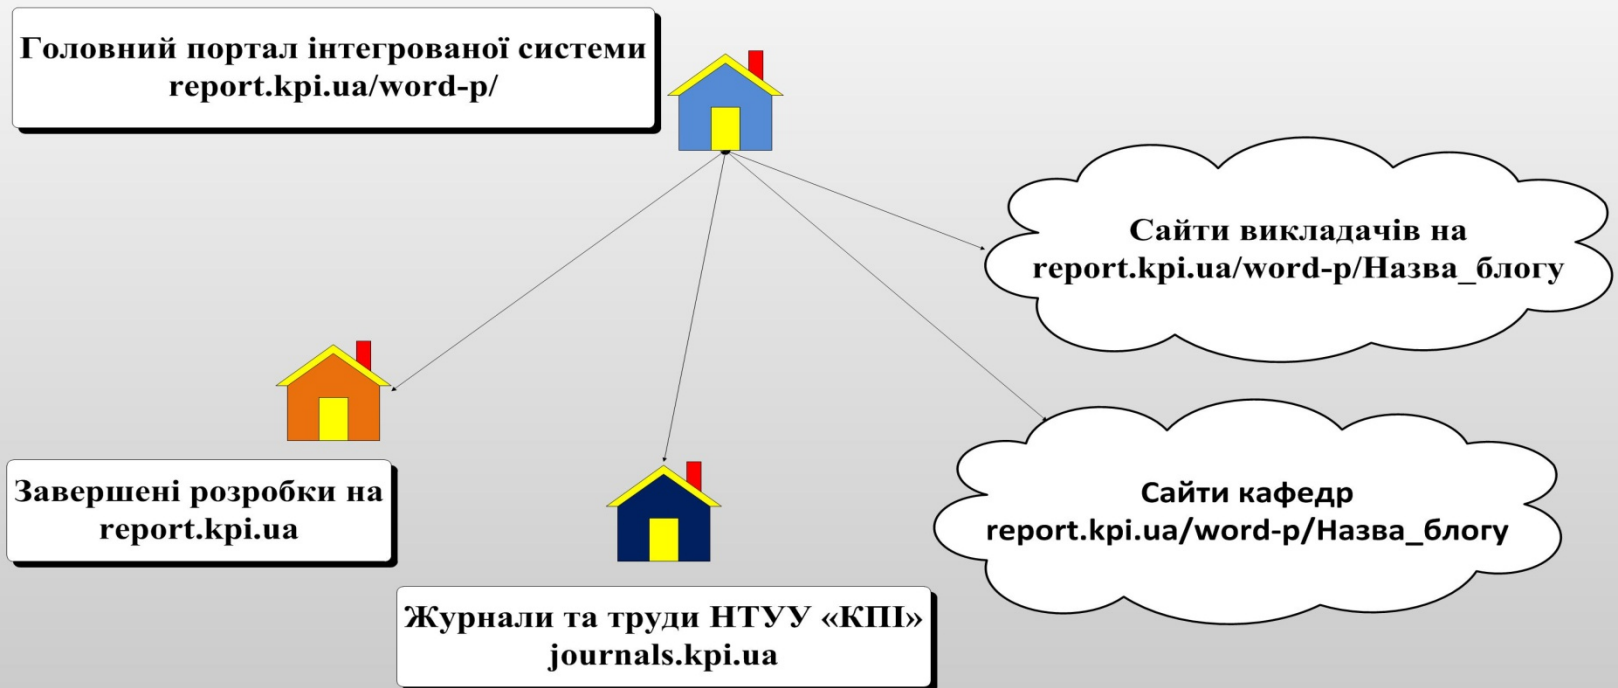 Головний портал інтегрованої системи
report.kpi.ua/word-p/
Сайти викладачів на
report.kpi.ua/word-p/Назва_блогу
Завершені розробки на
report.kpi.ua
Сайти кафедр
report.kpi.ua/word-p/Назва_блогу
Журнали та труди НТУУ «КПІ»
journals.kpi.ua